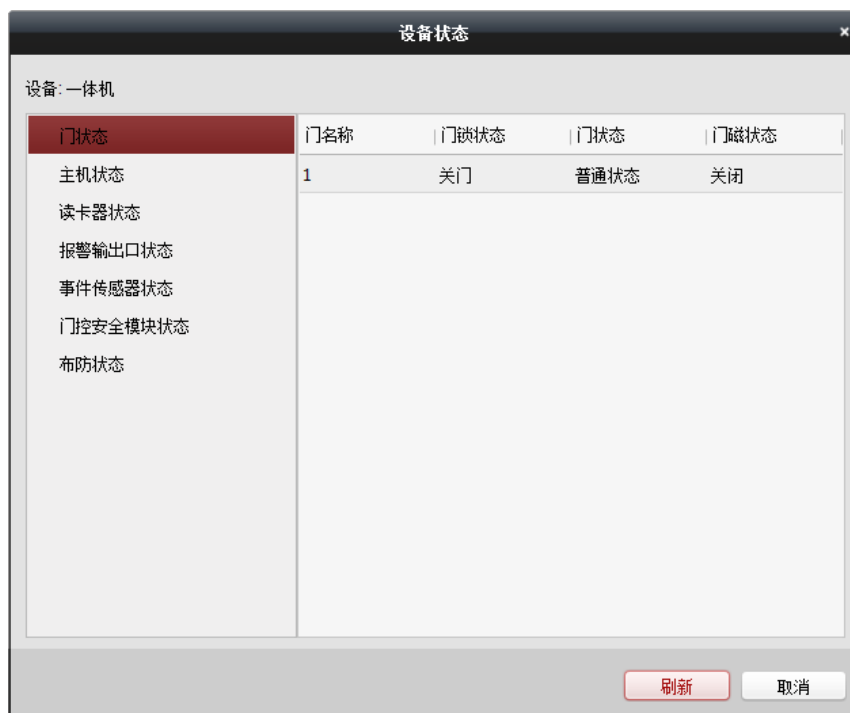 设备状态
×
设备: 一体机
门状态
主机状态
读卡器状态
报警输出口状态
事件传感器状态
门控安全模块状态
布防状态
门名称 门锁状态 门状态 门磁状态
1 关门 普通状态 关闭
刷新 取消